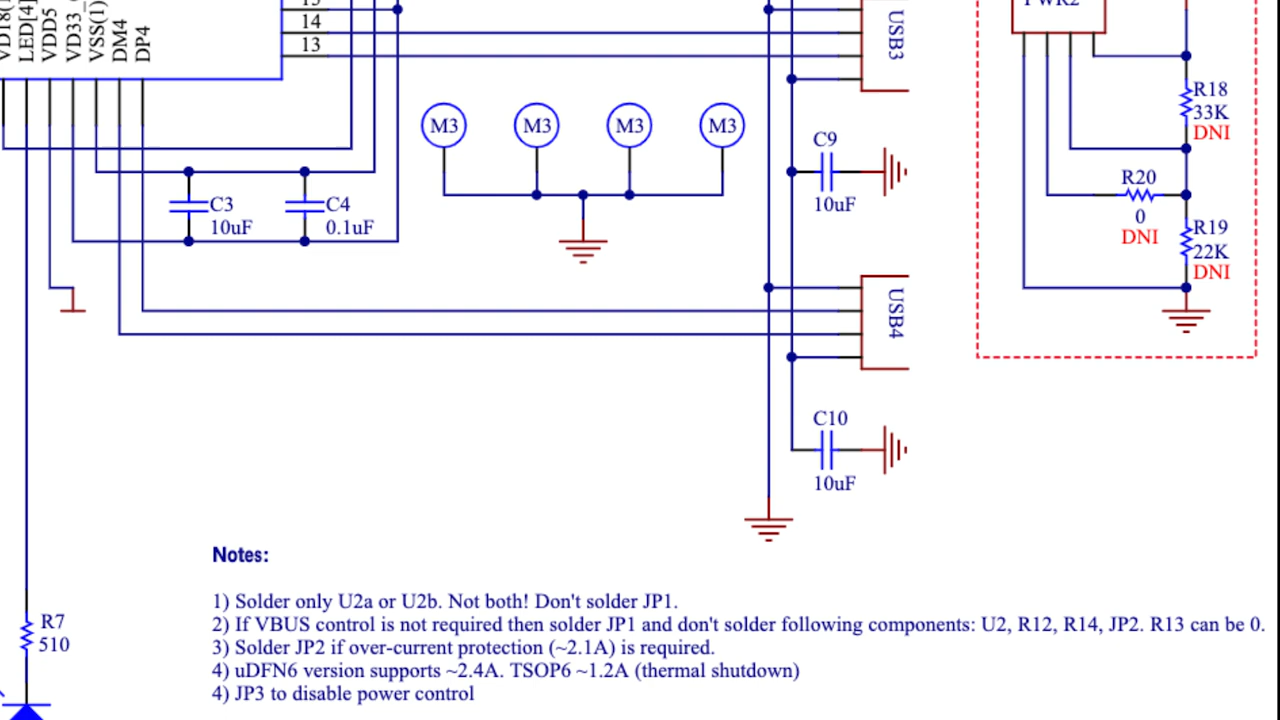 VD18(1
LED[4]
VDD5
VD33_
VSS(1)
DM4
DP4
14
13
USB3
M3
M3
M3
M3
C9
10uF
C3
10uF
C4
0.1uF
R18
33K
DNI
R20
0
DNI
R19
22K
DNI
USB4
C10
10uF
PWR2
Notes:
1) Solder only U2a or U2b. Not both! Don't solder JP1.
2) If VBUS control is not required then solder JP1 and don't solder following components: U2, R12, R14, JP2. R13 can be 0.
3) Solder JP2 if over-current protection (~2.1A) is required.
4) uDFN6 version supports ~2.4A. TSOP6 ~1.2A (thermal shutdown)
4) JP3 to disable power control
R7
510